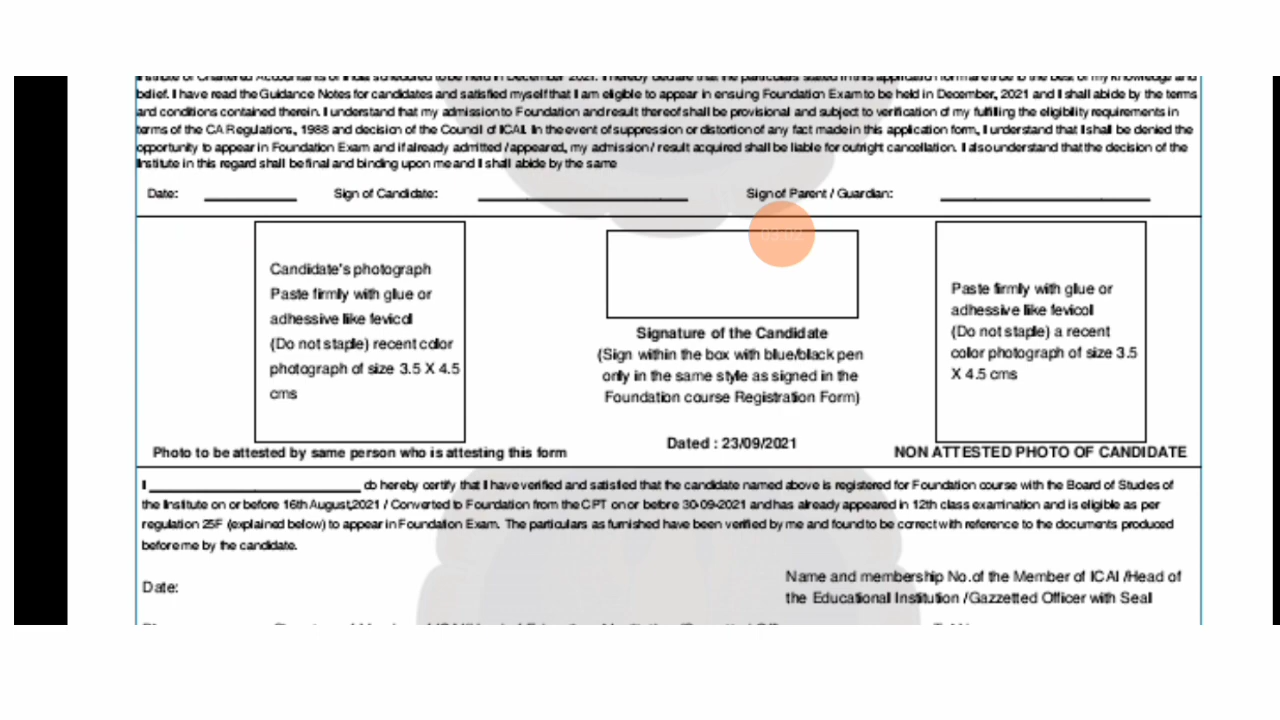 Institute of Chartered Accountants of India scheduled to be held in December 2021. I hereby declare that the particulars stated in this application form are true to the best of my knowledge and
belief. I have read the Guidance Notes for candidates and satisfied myself that I am eligible to appear in ensuing Foundation Exam to be held in December, 2021 and I shall abide by the terms
and conditions contained therein. I understand that my admission to Foundation and result thereof shall be provisional and subject to verification of my fulfilling the eligibility requirements in
terms of the CA Regulations, 1988 and decision of the Council of ICAI. In the event of suppression or distortion of any fact made in this application form, I understand that I shall be denied the
opportunity to appear in Foundation Exam and if already admitted / appeared, my admission / result acquired shall be liable for outright cancellation. I also understand that the decision of the
Institute in this regard shall be final and binding upon me and I shall abide by the same
Date: Sign of Candidate: Sign of Parent / Guardian:
Candidate's photograph
Paste firmly with glue or
adhessive like fevicol
(Do not staple) recent color
photograph of size 3.5 X 4.5
cms
Signature of the Candidate
(Sign within the box with blue/black pen
only in the same style as signed in the
Foundation course Registration Form)
Dated : 23/09/2021
Paste firmly with glue or
adhessive like fevicol
(Do not staple) a recent
color photograph of size 3.5
X 4.5 cms
Photo to be attested by same person who is attesting this form
NON ATTESTED PHOTO OF CANDIDATE
I do hereby certify that I have verified and satisfied that the candidate named above is registered for Foundation course with the Board of Studies of
the Institute on or before 16th August,2021 / Converted to Foundation from the CPT on or before 30-09-2021 and has already appeared in 12th class examination and is eligible as per
regulation 25F (explained below) to appear in Foundation Exam. The particulars as furnished have been verified by me and found to be correct with reference to the documents produced
before me by the candidate.
Date:
Name and membership No.of the Member of ICAI /Head of
the Educational Institution /Gazzetted Officer with Seal